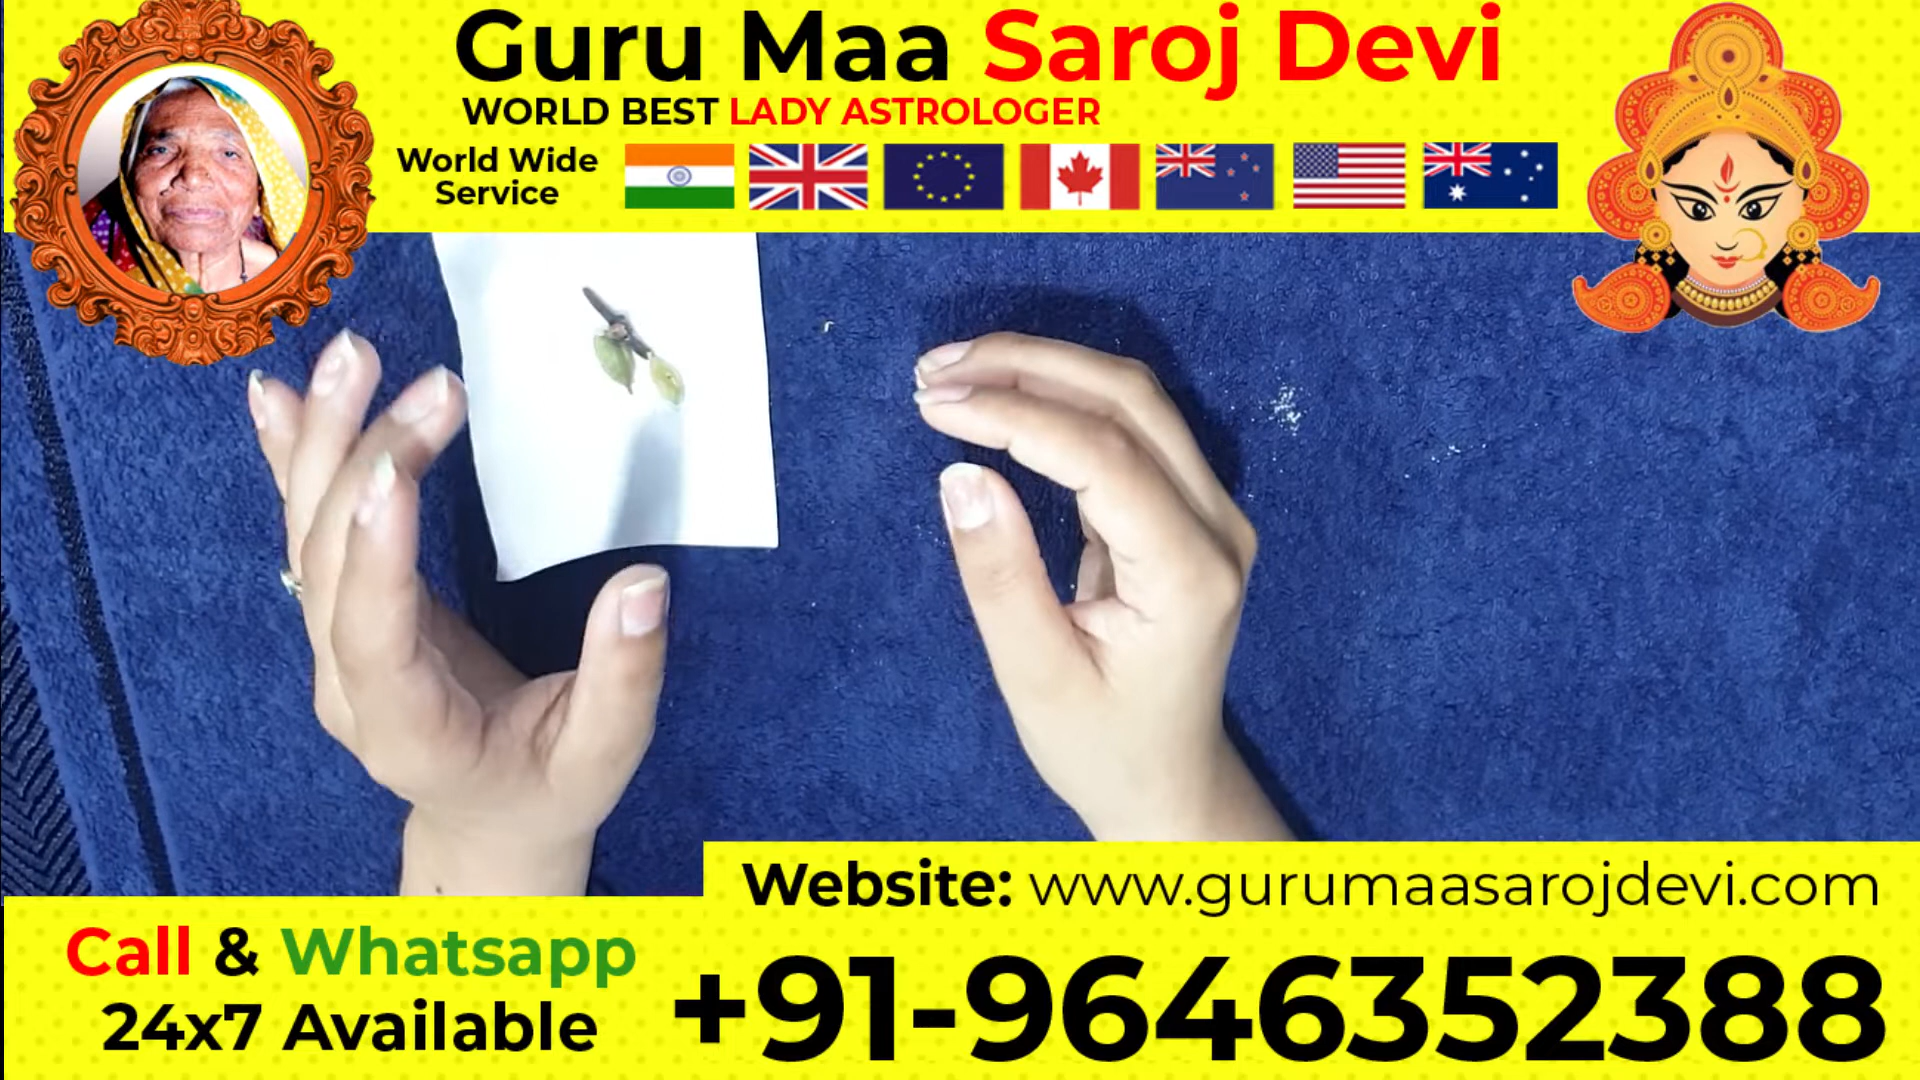 Guru Maa Saroj Devi
WORLD BEST LADY ASTROLOGER
World Wide
Service
Website: www.gurumaasarojdevi.com
Call & Whatsapp
24x7 Available
+91-9646352388